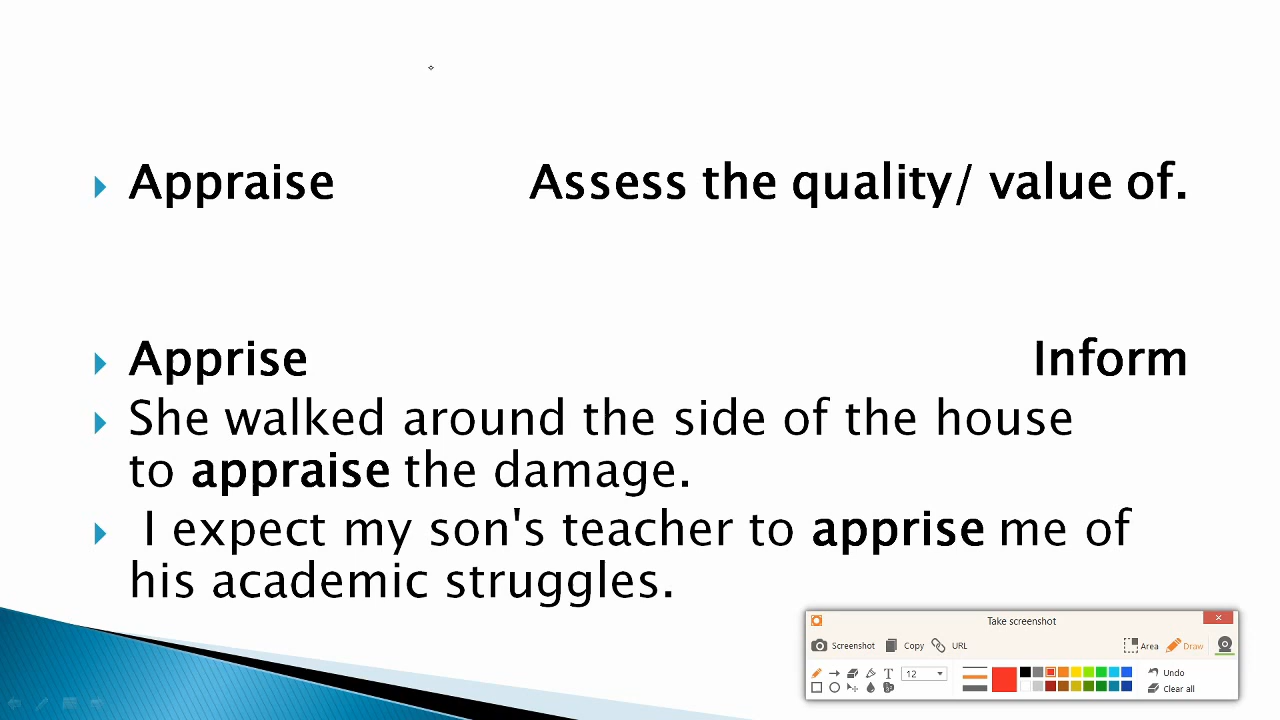 Appraise Assess the quality/ value of.
Apprise Inform
She walked around the side of the house
to appraise the damage.
I expect my son's teacher to apprise me of
his academic struggles.
Take screenshot
Screenshot Copy URL Area Draw
T 12 Undo
Clear all